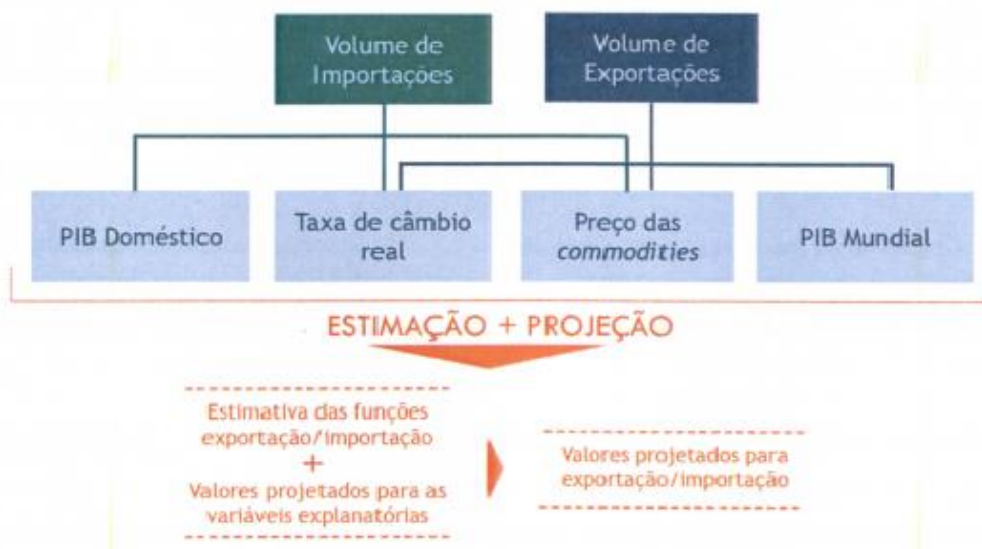 Volume de
Importações
Volume de
Exportações
PIB Doméstico
Taxa de câmbio
real
Preço das
commodities
PIB Mundial
ESTIMAÇÃO + PROJEÇÃO
Estimativa das funções
exportação/importação
+
Valores projetados para as
variáveis explanatórias
Valores projetados para
exportação/importação